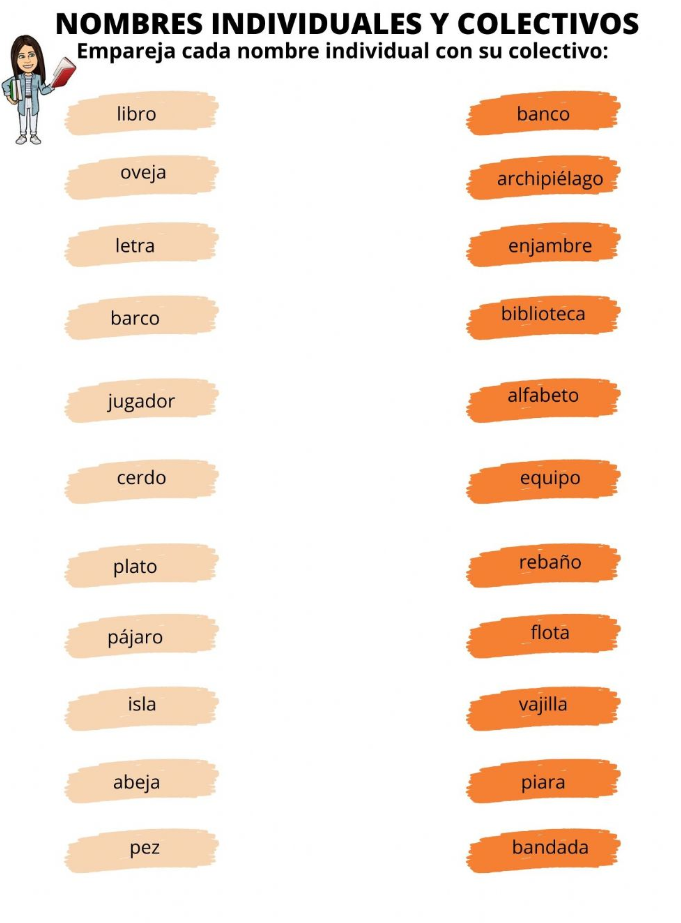 NOMBRES INDIVIDUALES Y COLECTIVOS
Empareja cada nombre individual con su colectivo:
libro
banco
oveja
archipiélago
letra
enjambre
barco
biblioteca
jugador
alfabeto
cerdo
equipo
plato
rebaño
pájaro
flota
isla
vajilla
abeja
piara
pez
bandada